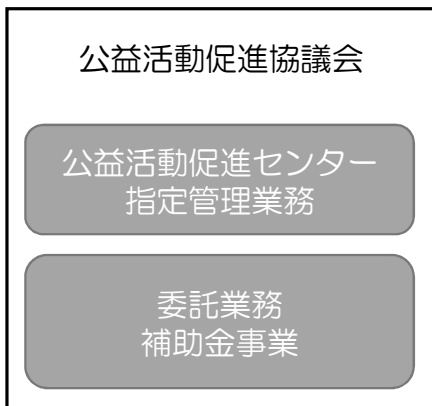 公益活動促進協議会
公益活動促進センター
指定管理業務
委託業務
補助金事業